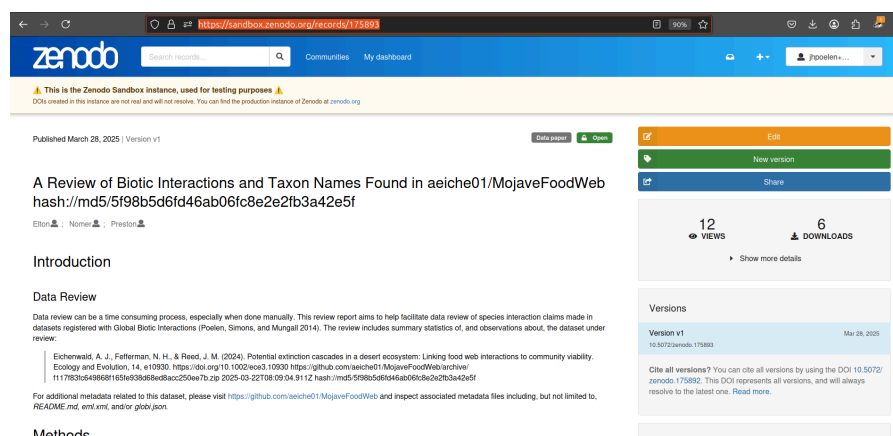 https://sandbox.zenodo.org/records/175893
90%
zenodo
Search records...
Communities
My dashboard
jhpoelen+...
This is the Zenodo Sandbox instance, used for testing purposes
DOIs created in this instance are not real and will not resolve. You can find the production instance of Zenodo at zenodo.org
Published March 28, 2025 | Version v1
Data paper
Open
A Review of Biotic Interactions and Taxon Names Found in aeiche01/MojaveFoodWeb
hash://md5/5f98b5d6fd46ab06fc8e2e2fb3a42e5f
Elton ; Nomer ; Preston
Introduction
Data Review
Data review can be a time consuming process, especially when done manually. This review report aims to help facilitate data review of species interaction claims made in
datasets registered with Global Biotic Interactions (Poelen, Simons, and Mungall 2014). The review includes summary statistics of, and observations about, the dataset under
review:
Eichenwald, A. J., Fefferman, N. H., & Reed, J. M. (2024). Potential extinction cascades in a desert ecosystem: Linking food web interactions to community viability.
Ecology and Evolution, 14, e10930. https://doi.org/10.1002/ece3.10930 https://github.com/aeiche01/MojaveFoodWeb/archive/
f117f83fc649868f165fe938d68ed8acc250ee7b.zip 2025-03-22T08:09:04.911Z hash://md5/5f98b5d6fd46ab06fc8e2e2fb3a42e5f
For additional metadata related to this dataset, please visit https://github.com/aeiche01/MojaveFoodWeb and inspect associated metadata files including, but not limited to,
README.md, eml.xml, and/or globi.json.
Methods
Edit
New version
Share
12
VIEWS
6
DOWNLOADS
Show more details
Versions
Version v1
Mar 28, 2025
10.5072/zenodo.175893
Cite all versions? You can cite all versions by using the DOI 10.5072/
zenodo.175892. This DOI represents all versions, and will always
resolve to the latest one. Read more.